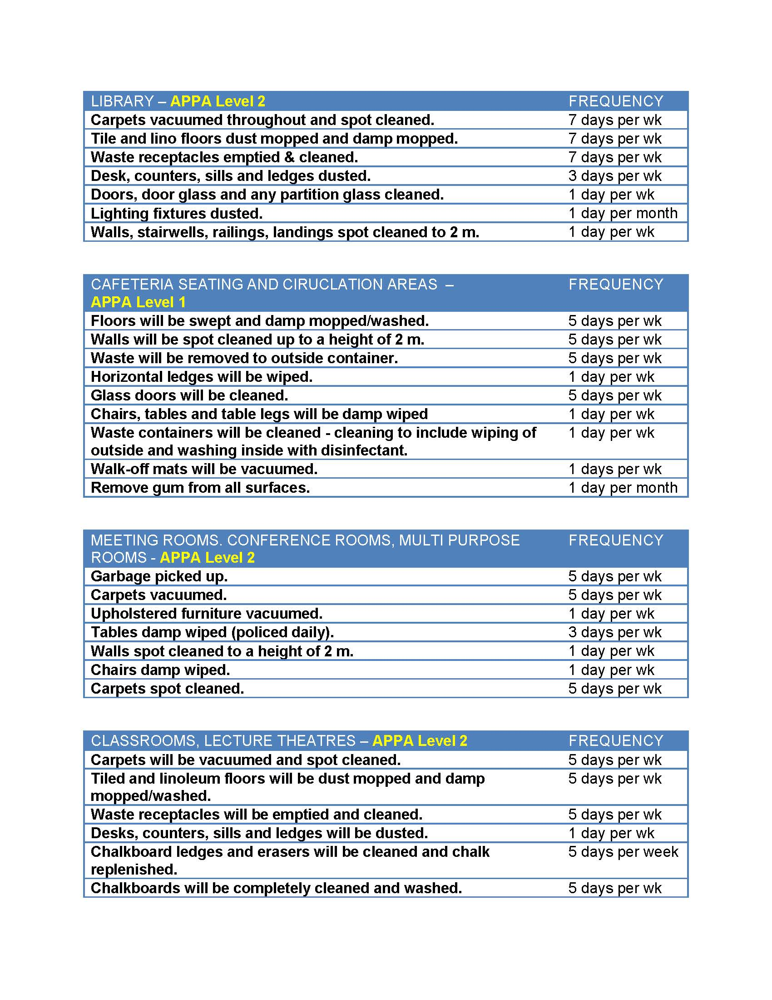 LIBRARY – APPA Level 2 FREQUENCY
Carpets vacuumed throughout and spot cleaned. 7 days per wk
Tile and lino floors dust mopped and damp mopped. 7 days per wk
Waste receptacles emptied & cleaned. 7 days per wk
Desk, counters, sills and ledges dusted. 3 days per wk
Doors, door glass and any partition glass cleaned. 1 day per wk
Lighting fixtures dusted. 1 day per month
Walls, stairwells, railings, landings spot cleaned to 2 m. 1 day per wk
CAFETERIA SEATING AND CIRUCLATION AREAS – FREQUENCY
APPA Level 1
Floors will be swept and damp mopped/washed. 5 days per wk
Walls will be spot cleaned up to a height of 2 m. 5 days per wk
Waste will be removed to outside container. 5 days per wk
Horizontal ledges will be wiped. 1 day per wk
Glass doors will be cleaned. 5 days per wk
Chairs, tables and table legs will be damp wiped 1 day per wk
Waste containers will be cleaned - cleaning to include wiping of 1 day per wk
outside and washing inside with disinfectant.
Walk-off mats will be vacuumed. 1 days per wk
Remove gum from all surfaces. 1 day per month
MEETING ROOMS. CONFERENCE ROOMS, MULTI PURPOSE FREQUENCY
ROOMS - APPA Level 2
Garbage picked up. 5 days per wk
Carpets vacuumed. 5 days per wk
Upholstered furniture vacuumed. 1 day per wk
Tables damp wiped (policed daily). 3 days per wk
Walls spot cleaned to a height of 2 m. 1 day per wk
Chairs damp wiped. 1 day per wk
Carpets spot cleaned. 5 days per wk
CLASSROOMS, LECTURE THEATRES – APPA Level 2 FREQUENCY
Carpets will be vacuumed and spot cleaned. 5 days per wk
Tiled and linoleum floors will be dust mopped and damp 5 days per wk
mopped/washed.
Waste receptacles will be emptied and cleaned. 5 days per wk
Desks, counters, sills and ledges will be dusted. 1 day per wk
Chalkboard ledges and erasers will be cleaned and chalk 5 days per week
replenished.
Chalkboards will be completely cleaned and washed. 5 days per wk